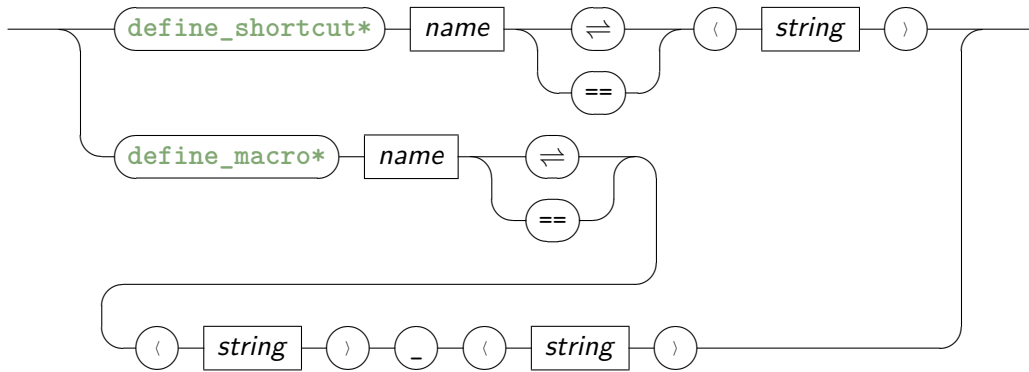 define_shortcut* name ⇌ ⟨ string ⟩
==
define_macro* name ⇌
==
⟨ string ⟩ _ ⟨ string ⟩